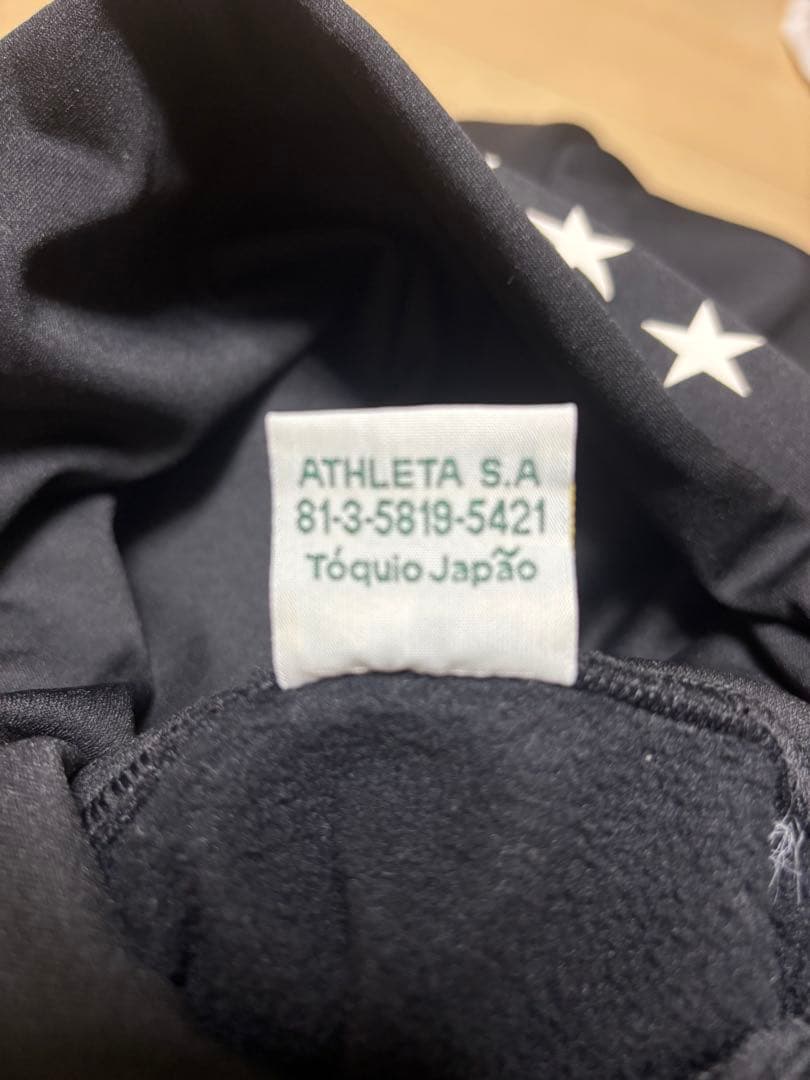 ATHLETA S.A
81-3-5819-5421
Tóquio Japão